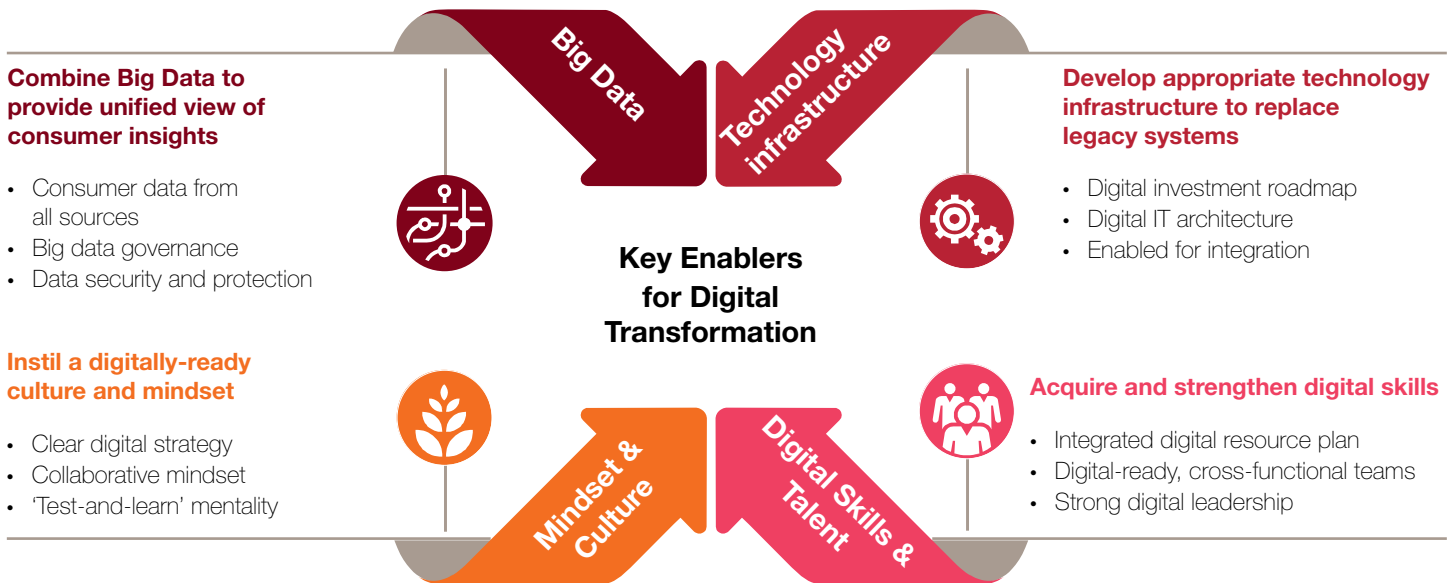 Big Data
Technology
infrastructure
Combine Big Data to
provide unified view of
consumer insights
• Consumer data from
all sources
• Big data governance
• Data security and protection
Develop appropriate technology
infrastructure to replace
legacy systems
• Digital investment roadmap
• Digital IT architecture
• Enabled for integration
Key Enablers
for Digital
Transformation
Instil a digitally-ready
culture and mindset
• Clear digital strategy
• Collaborative mindset
• ‘Test-and-learn’ mentality
Mindset &
Culture
Digital Skills &
Talent
Acquire and strengthen digital skills
• Integrated digital resource plan
• Digital-ready, cross-functional teams
• Strong digital leadership